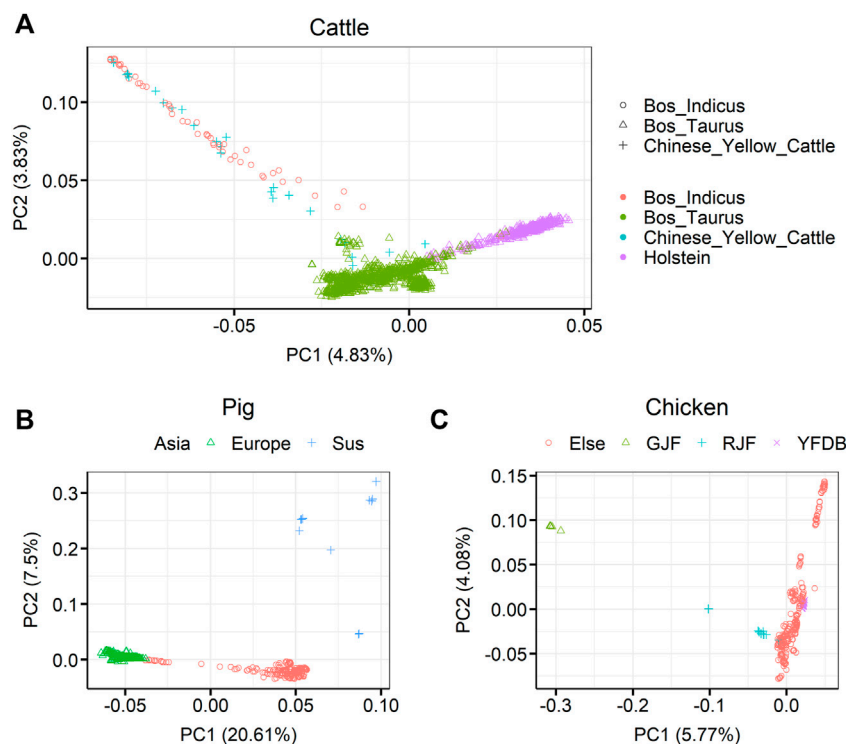 A
Cattle
0.10
0.05
0.00
PC2 (3.83%)
-0.05
0.00
0.05
PC1 (4.83%)
Bos_Indicus
Bos_Taurus
Chinese_Yellow_Cattle
Bos_Indicus
Bos_Taurus
Chinese_Yellow_Cattle
Holstein
B
Pig
Asia
Europe
Sus
0.3
0.2
0.1
0.0
PC2 (7.5%)
-0.05
0.00
0.05
0.10
PC1 (20.61%)
C
Chicken
Else
GJF
RJF
YFDB
0.15
0.10
0.05
0.00
-0.05
PC2 (4.08%)
-0.3
-0.2
-0.1
0.0
PC1 (5.77%)